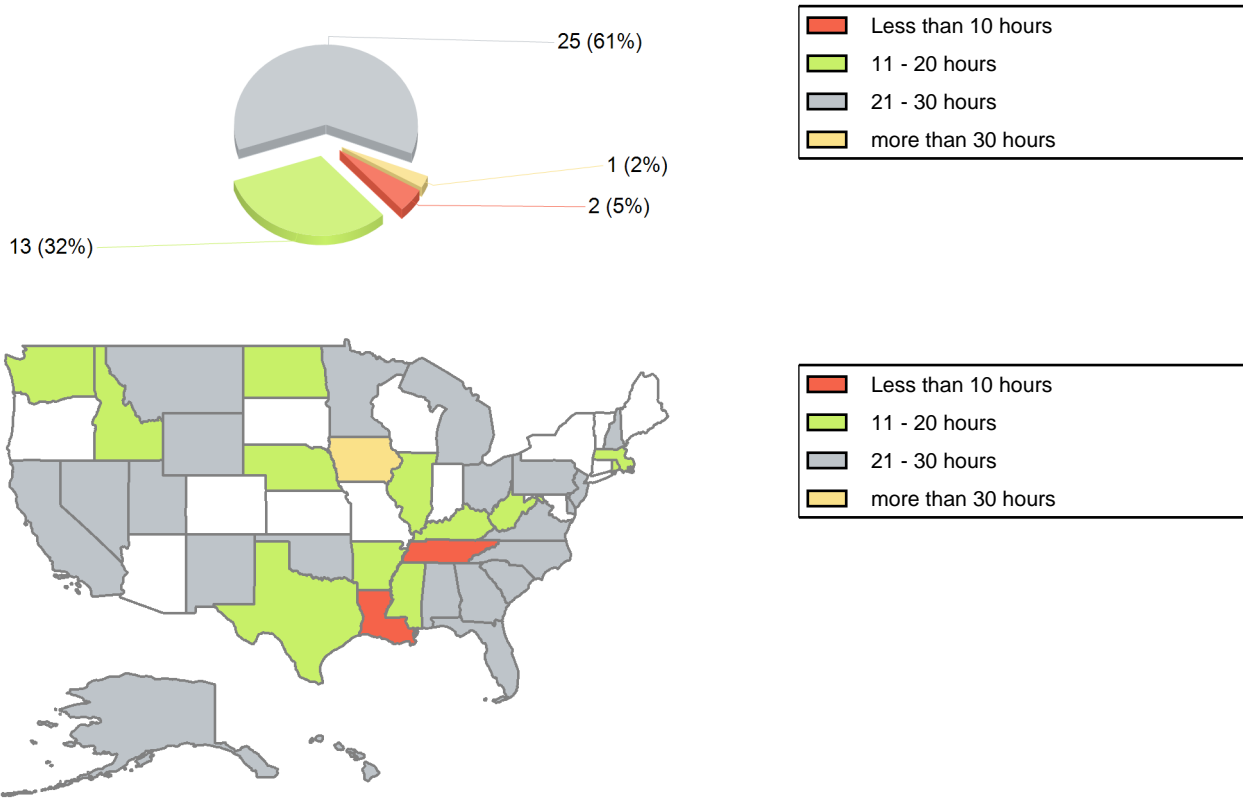 25 (61%)
1 (2%)
2 (5%)
13 (32%)
Less than 10 hours
11 - 20 hours
21 - 30 hours
more than 30 hours
Less than 10 hours
11 - 20 hours
21 - 30 hours
more than 30 hours